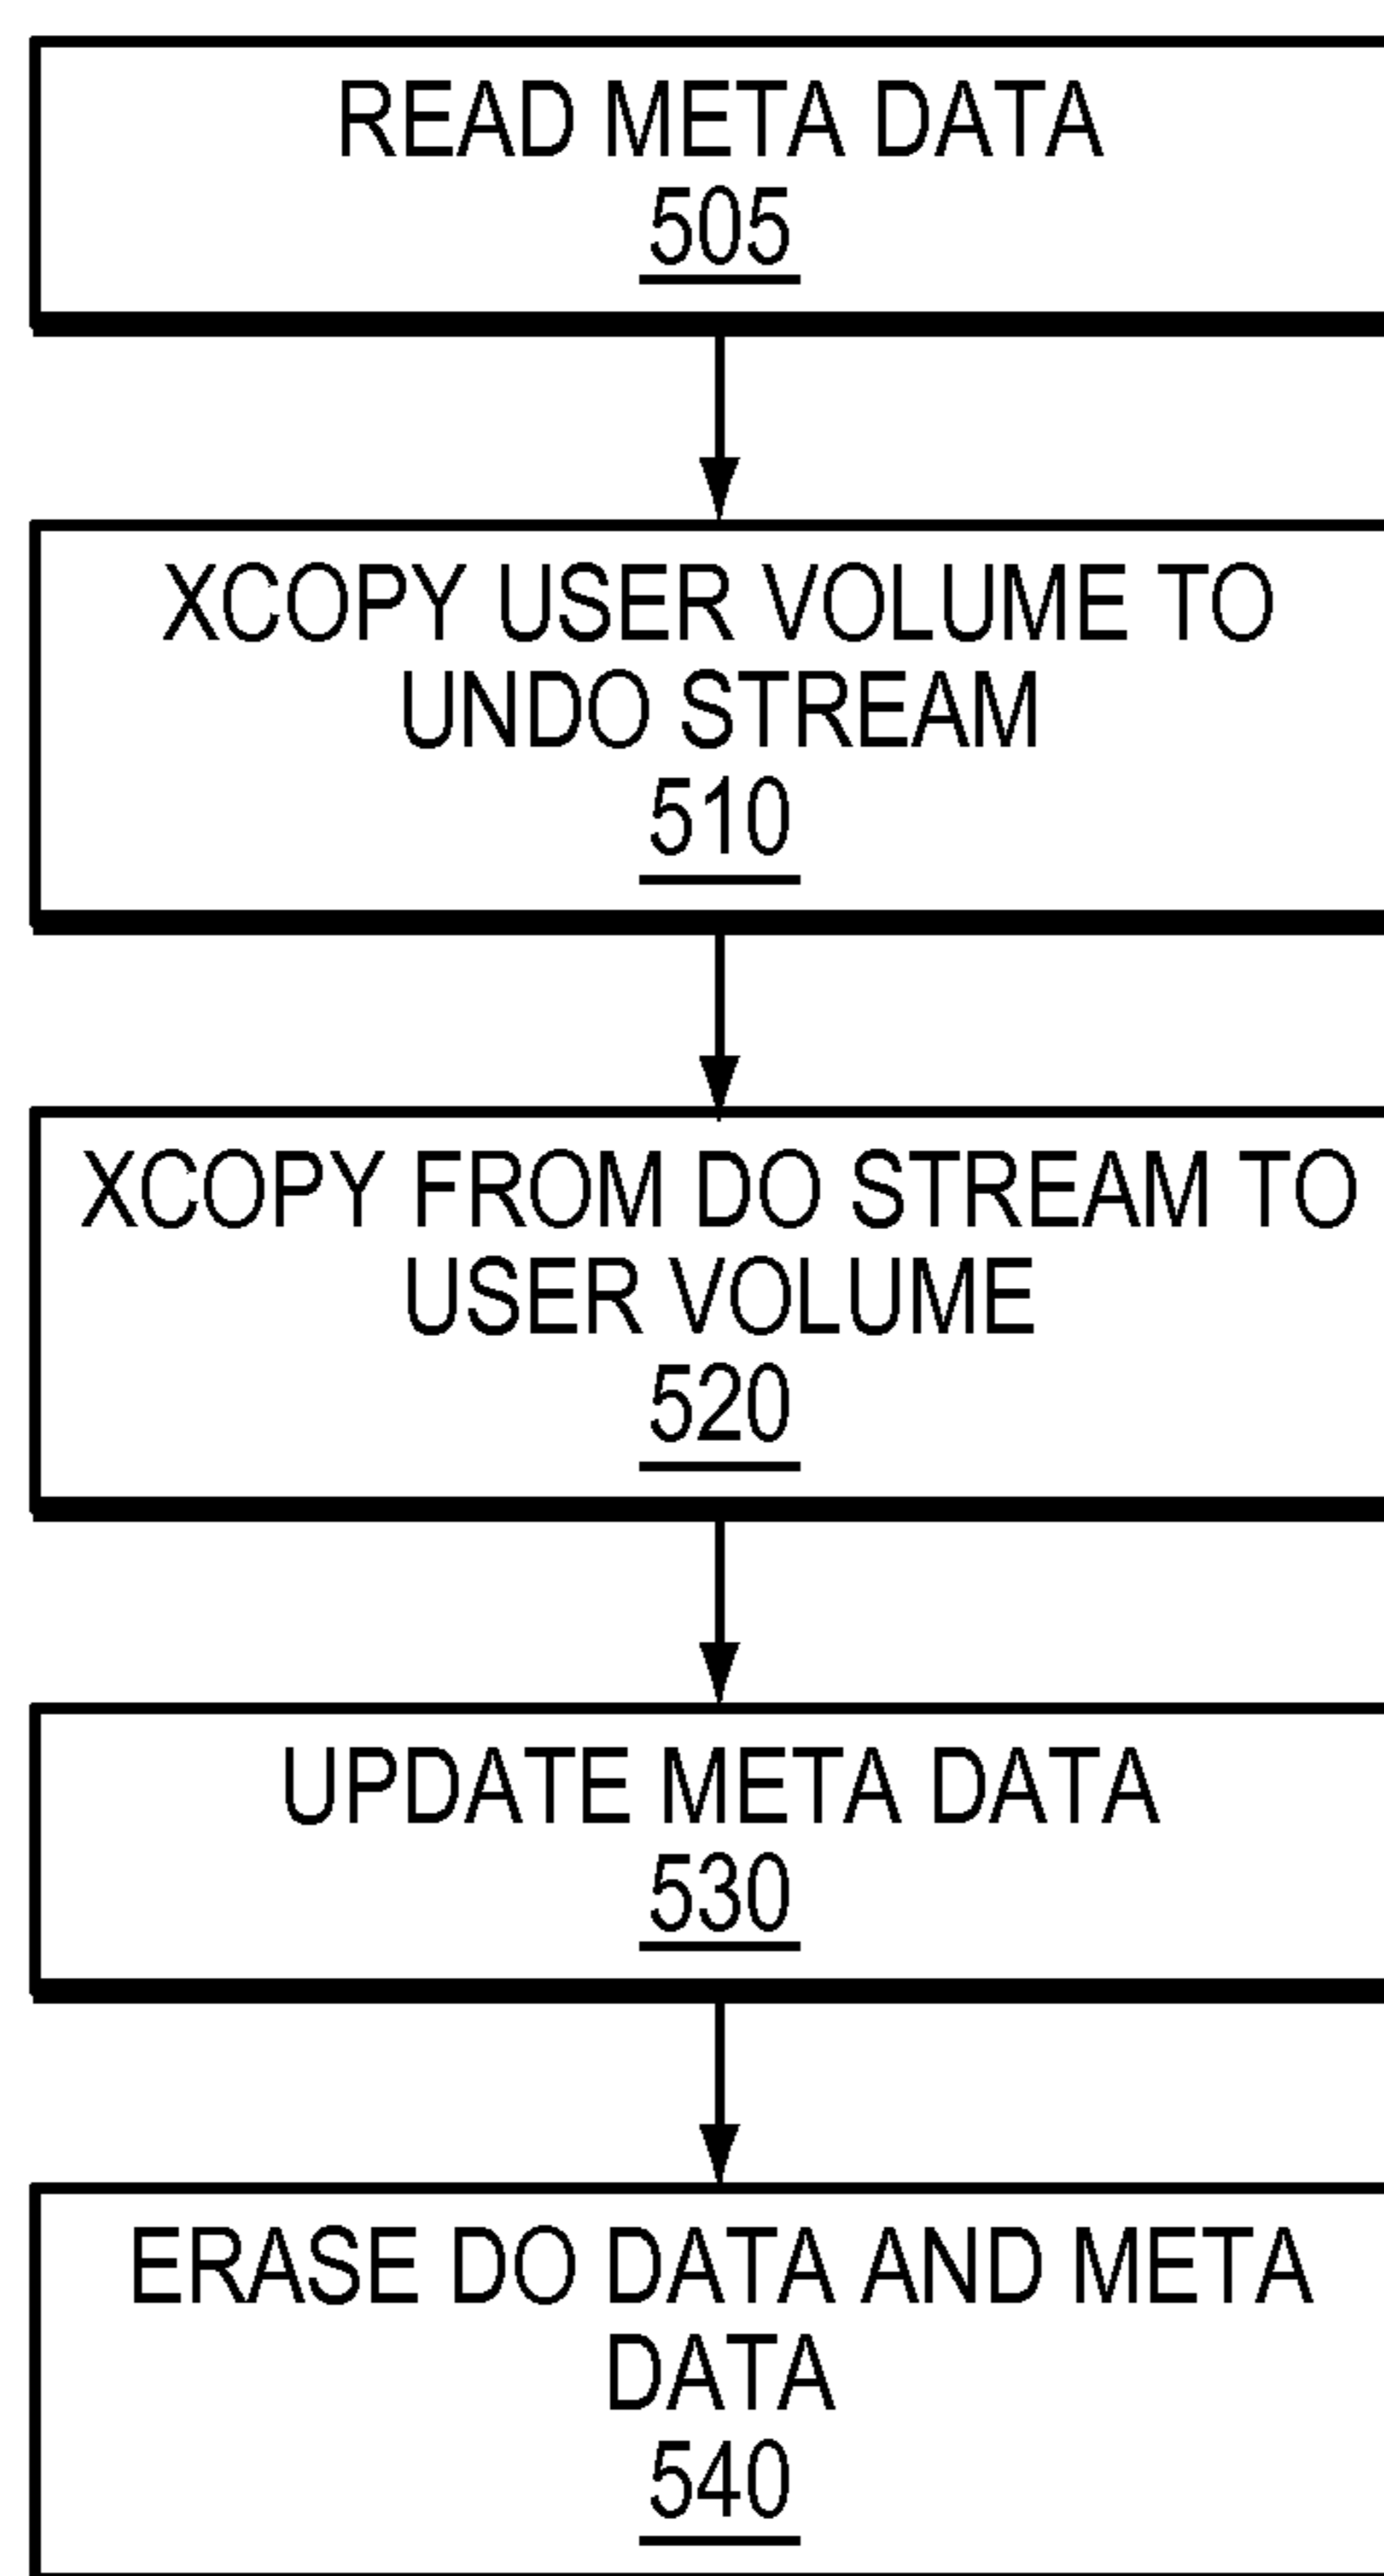 READ META DATA
505
XCOPY USER VOLUME TO
UNDO STREAM
510
XCOPY FROM DO STREAM TO
USER VOLUME
520
UPDATE META DATA
530
ERASE DO DATA AND META
DATA
540